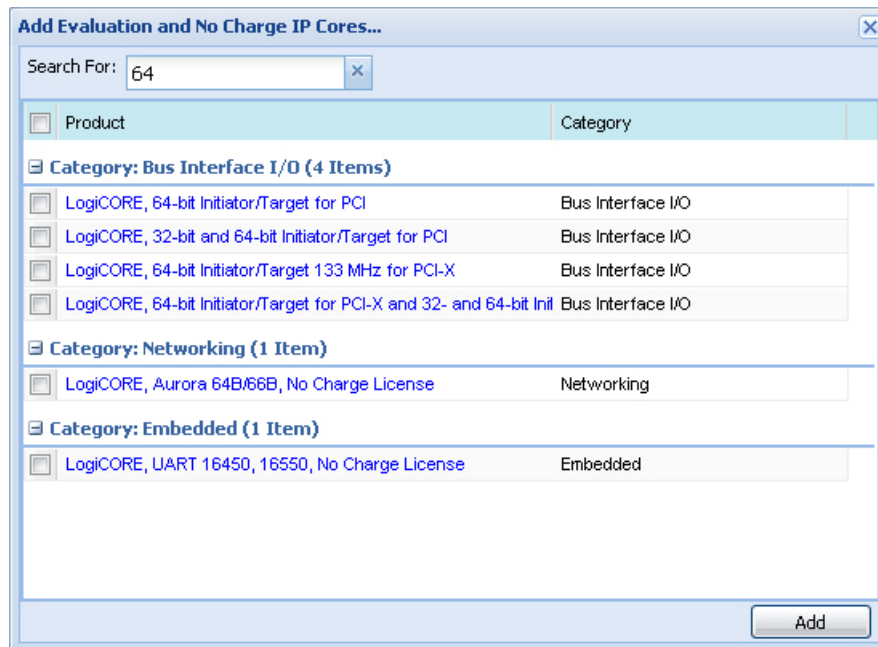 Add Evaluation and No Charge IP Cores...
Search For: 64
Product Category
Category: Bus Interface I/O (4 Items)
LogiCORE, 64-bit Initiator/Target for PCI Bus Interface I/O
LogiCORE, 32-bit and 64-bit Initiator/Target for PCI Bus Interface I/O
LogiCORE, 64-bit Initiator/Target 133 MHz for PCI-X Bus Interface I/O
LogiCORE, 64-bit Initiator/Target for PCI-X and 32- and 64-bit Init Bus Interface I/O
Category: Networking (1 Item)
LogiCORE, Aurora 64B/66B, No Charge License Networking
Category: Embedded (1 Item)
LogiCORE, UART 16450, 16550, No Charge License Embedded
Add